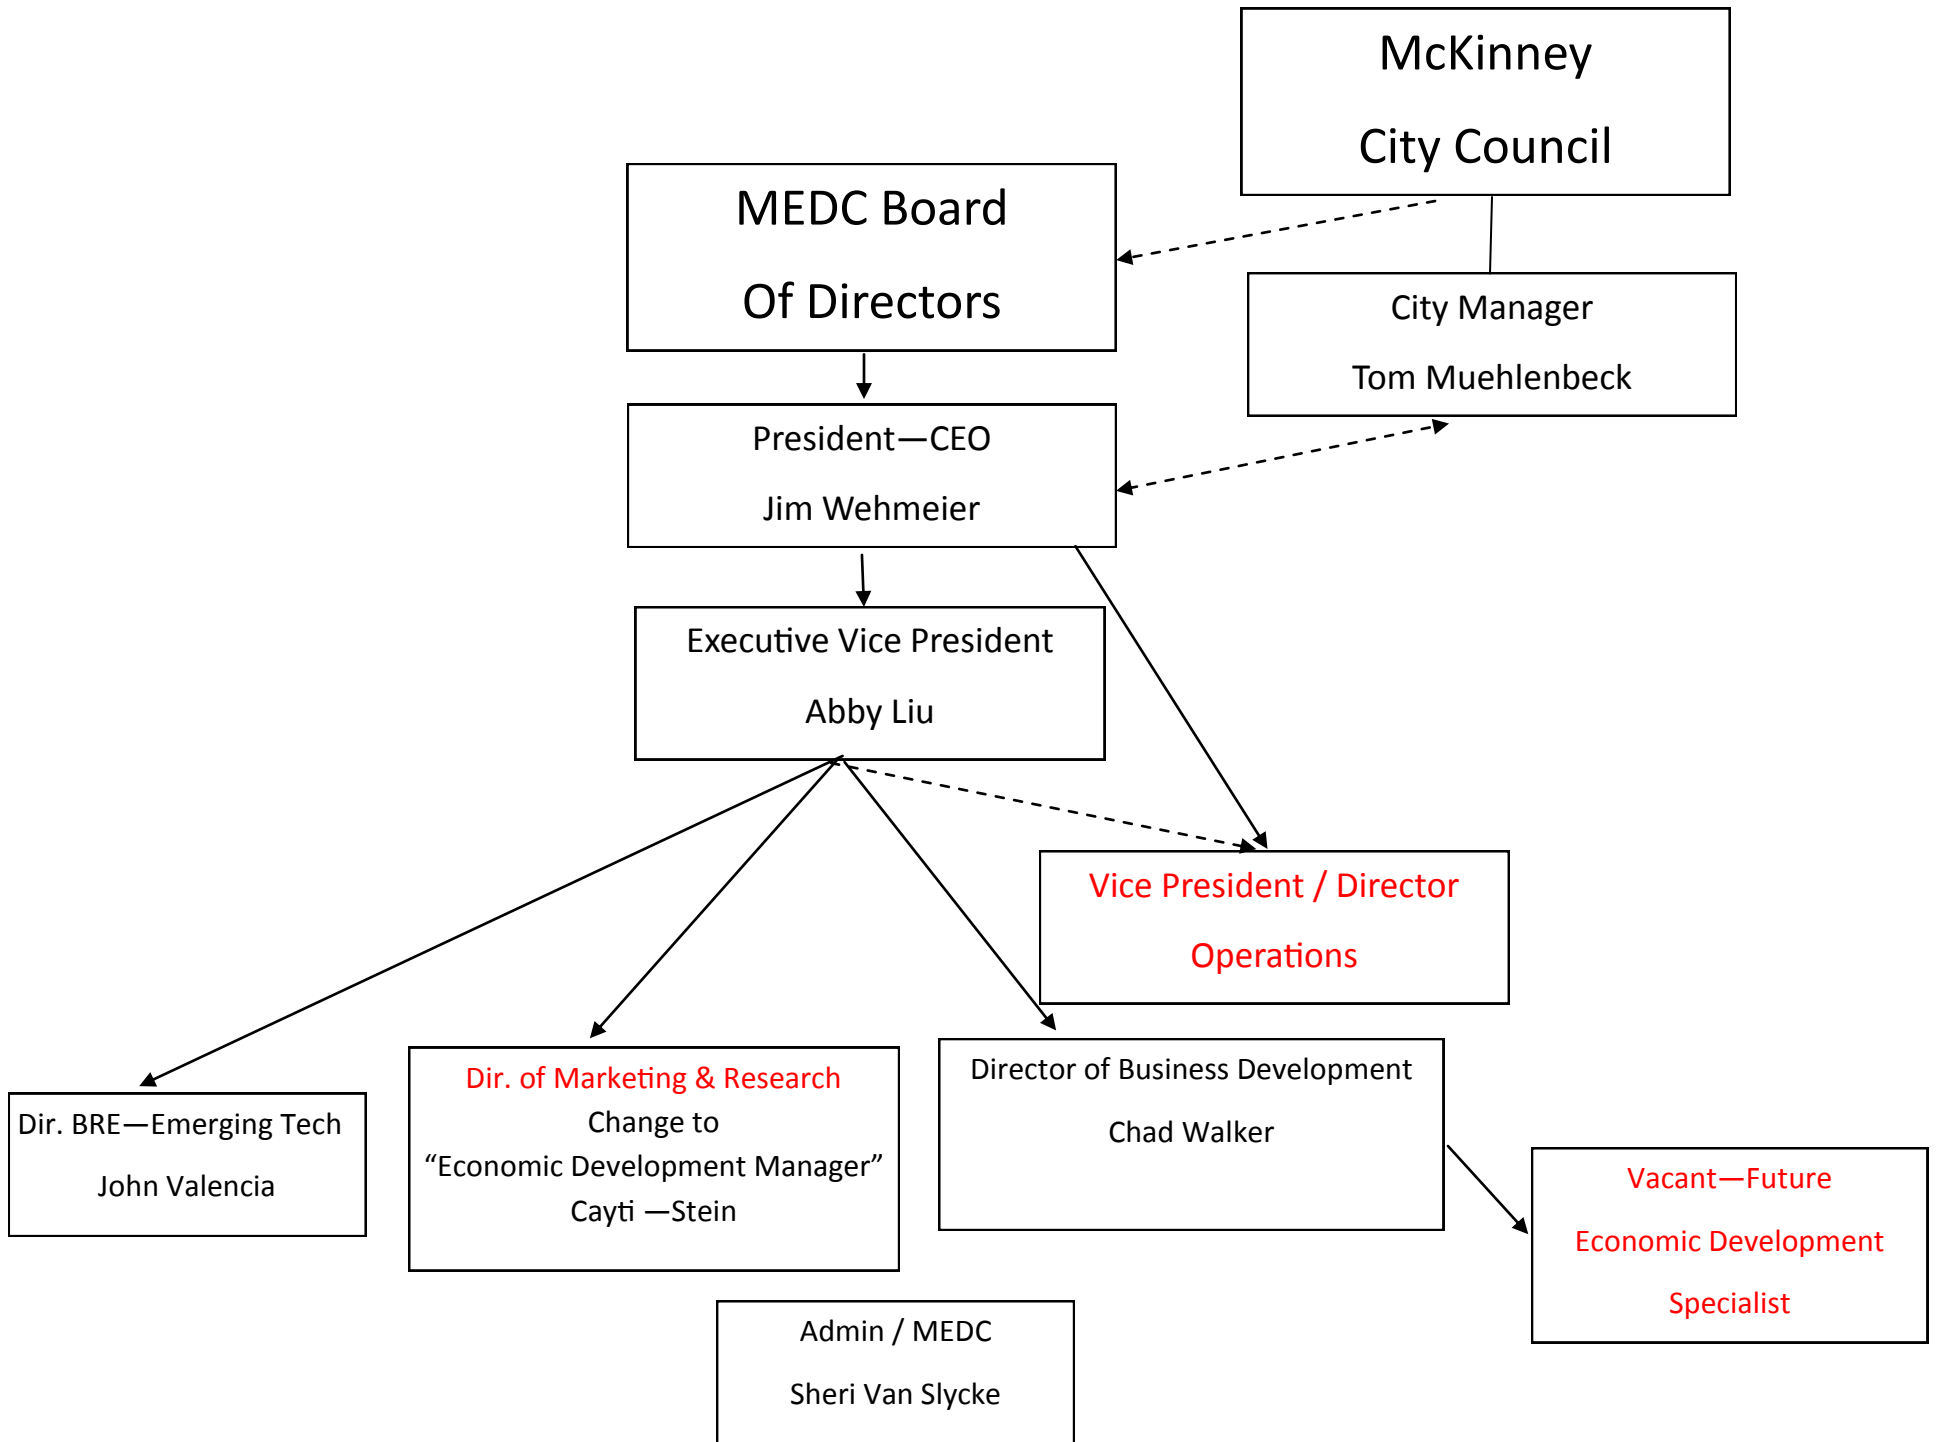 McKinney
City Council
MEDC Board
Of Directors
City Manager
Tom Muehlenbeck
President—CEO
Jim Wehmeier
Executive Vice President
Abby Liu
Vice President / Director
Operations
Dir. BRE—Emerging Tech
John Valencia
Dir. of Marketing & Research
Change to
“Economic Development Manager”
Cayti —Stein
Director of Business Development
Chad Walker
Vacant—Future
Economic Development
Specialist
Admin / MEDC
Sheri Van Slycke